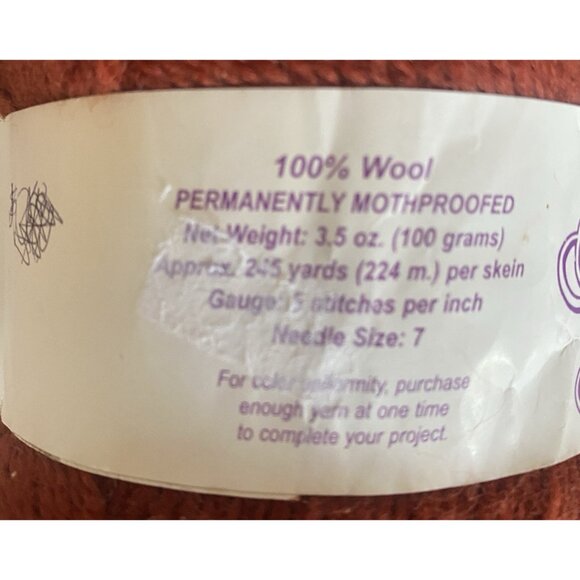 100% Wool
PERMANENTLY MOTHPROOFED
Net Weight: 3.5 oz. (100 grams)
Approx. 245 yards (224 m.) per skein
Gauge: 5 stitches per inch
Needle Size: 7
For color uniformity, purchase
enough yarn at one time
to complete your project.